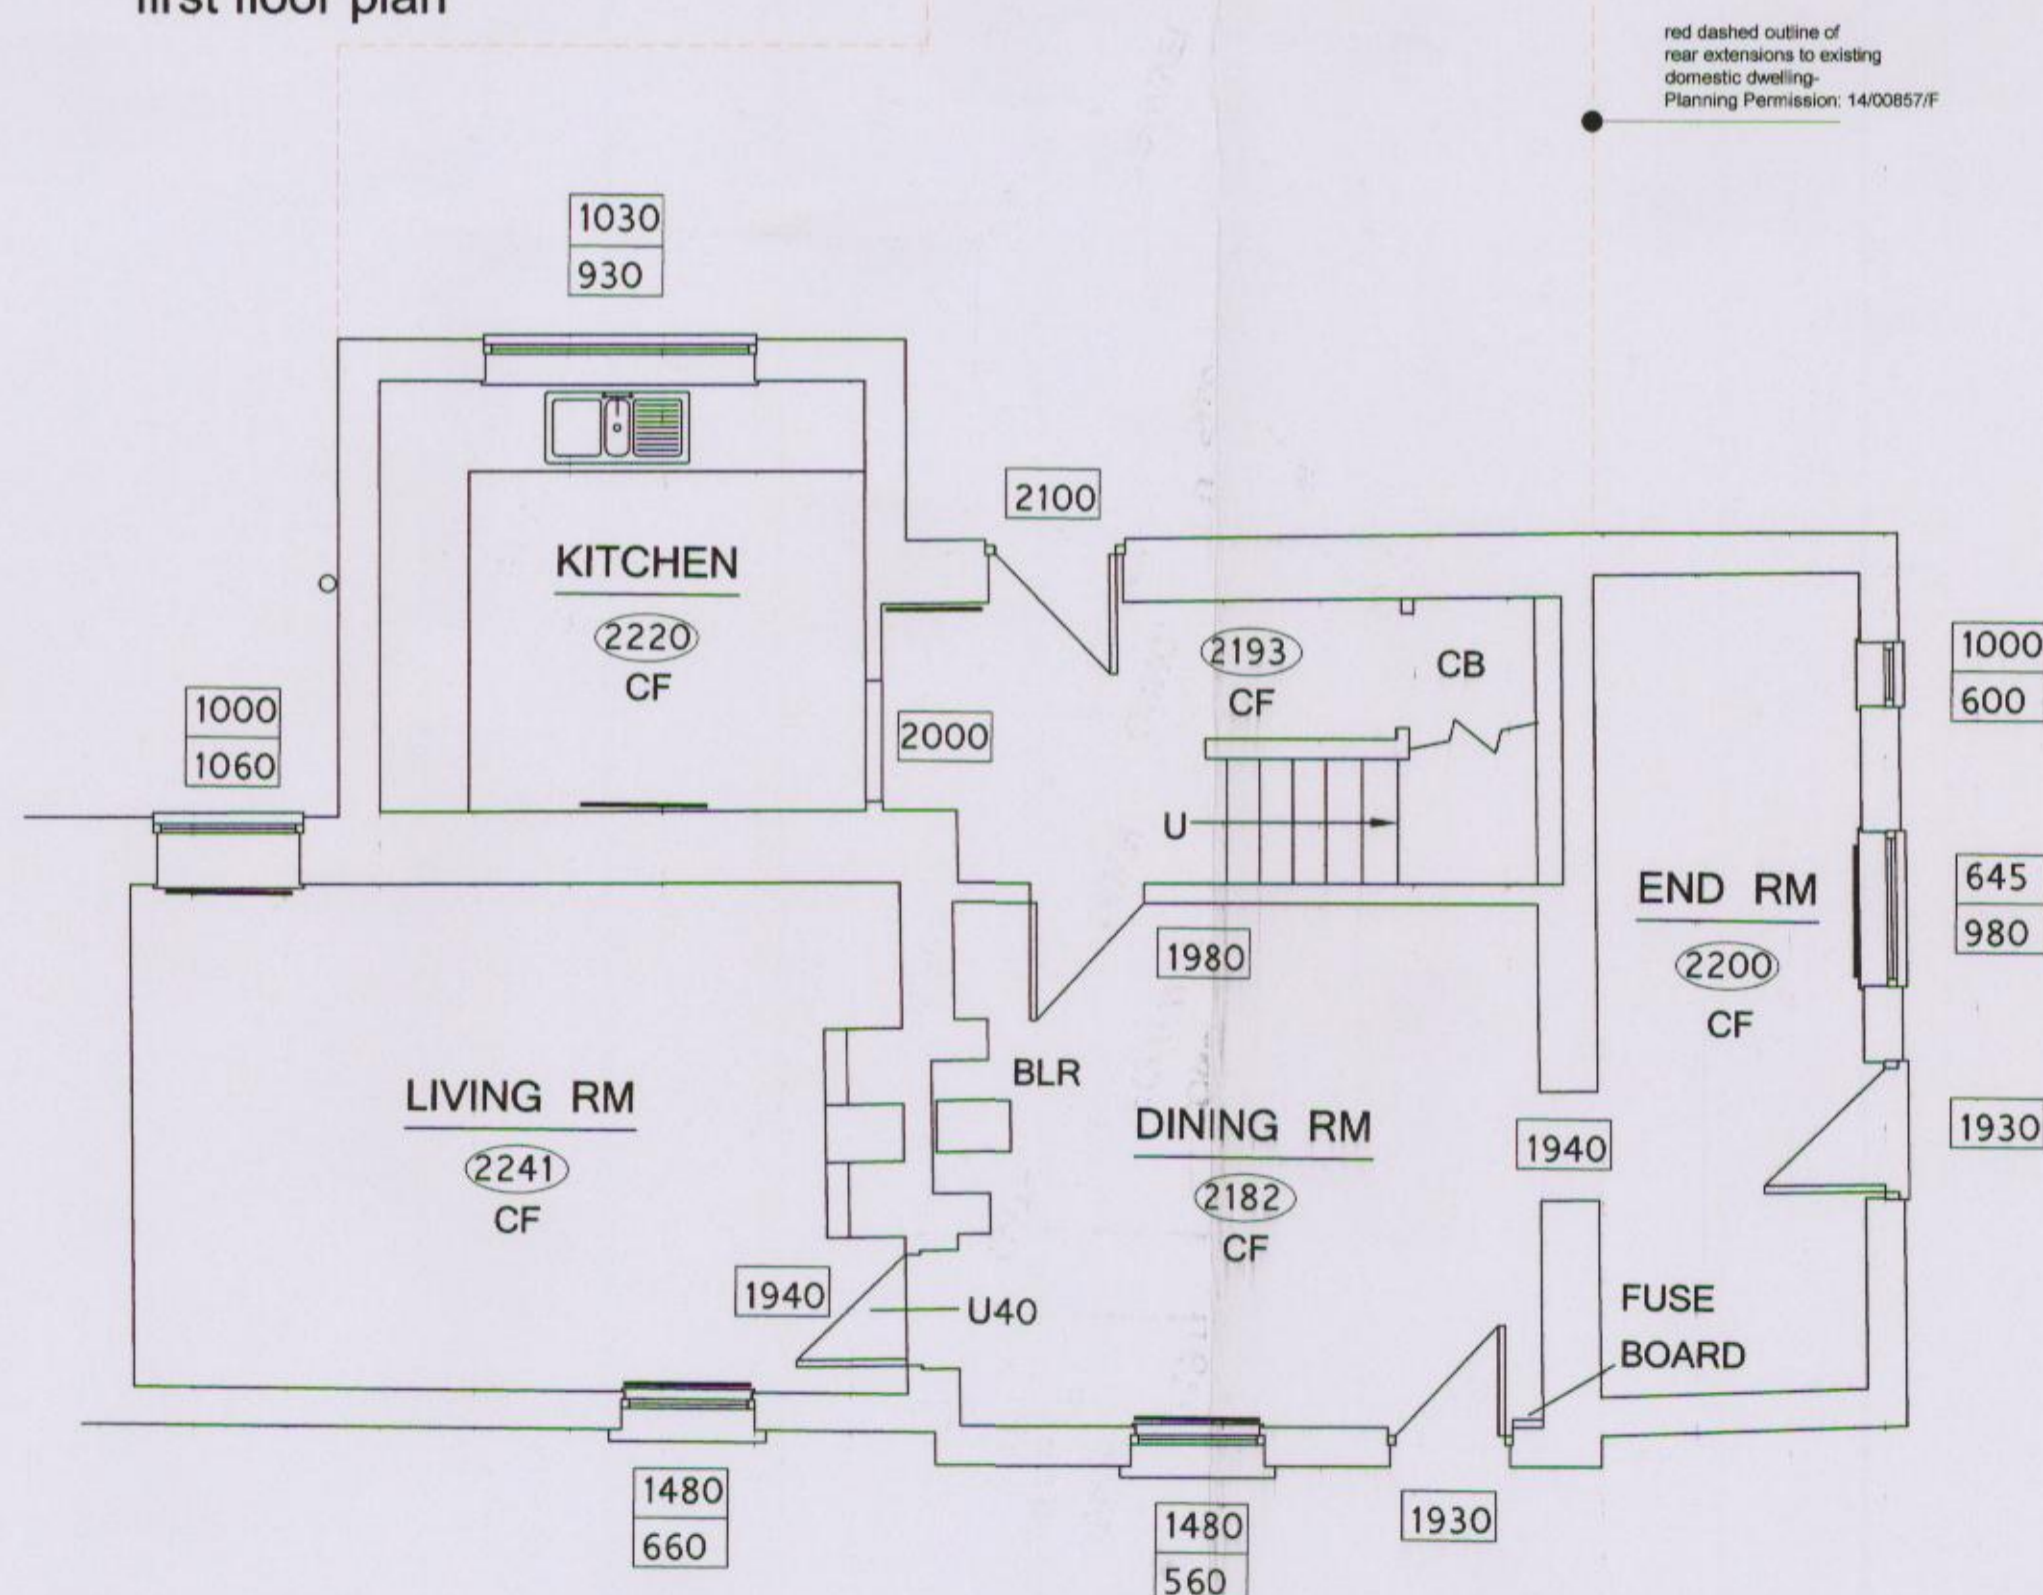 first floor plan
red dashed outline of
rear extensions to existing
domestic dwelling-
Planning Permission: 14/00857/F
1030
930
2100
KITCHEN
2220
CF
2193
CF
CB
1000
600
1000
1060
2000
U
645
980
END RM
2200
CF
1980
BLR
LIVING RM
2241
CF
DINING RM
2182
CF
1940
1930
1940
U40
FUSE
BOARD
1480
660
1480
560
1930